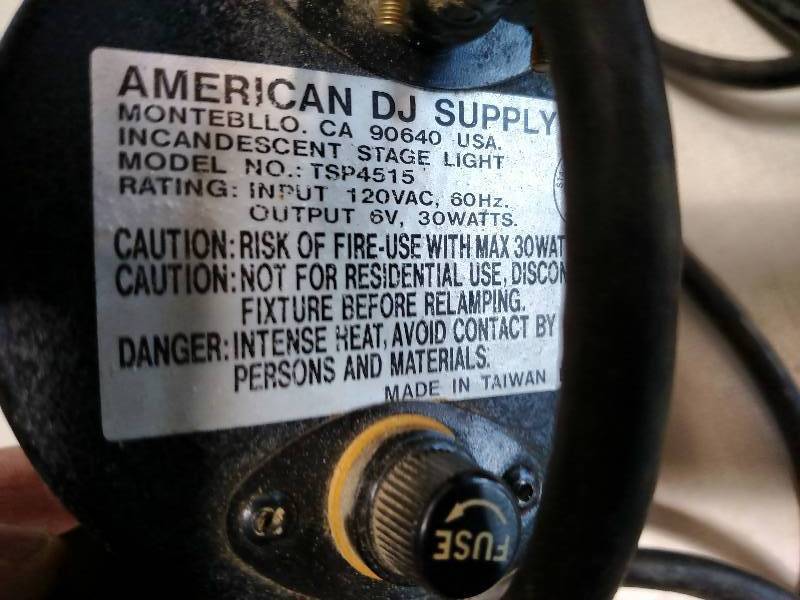 AMERICAN DJ SUPPLY
MONTEBLLO. CA 90640 USA.
INCANDESCENT STAGE LIGHT
MODEL NO.: TSP4515
RATING: INPUT 120VAC, 60Hz.
OUTPUT 6V, 30WATTS.
CAUTION: RISK OF FIRE-USE WITH MAX 30WAT
CAUTION: NOT FOR RESIDENTIAL USE, DISCON
FIXTURE BEFORE RELAMPING.
DANGER: INTENSE HEAT, AVOID CONTACT BY
PERSONS AND MATERIALS.
MADE IN TAIWAN
FUSE